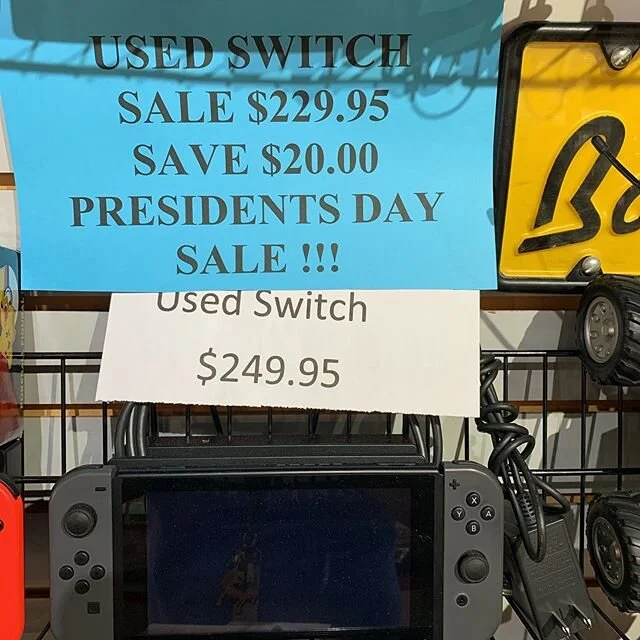 USED SWITCH
SALE $229.95
SAVE $20.00
PRESIDENTS DAY
SALE !!!
Used Switch
$249.95
X
Y
A
B